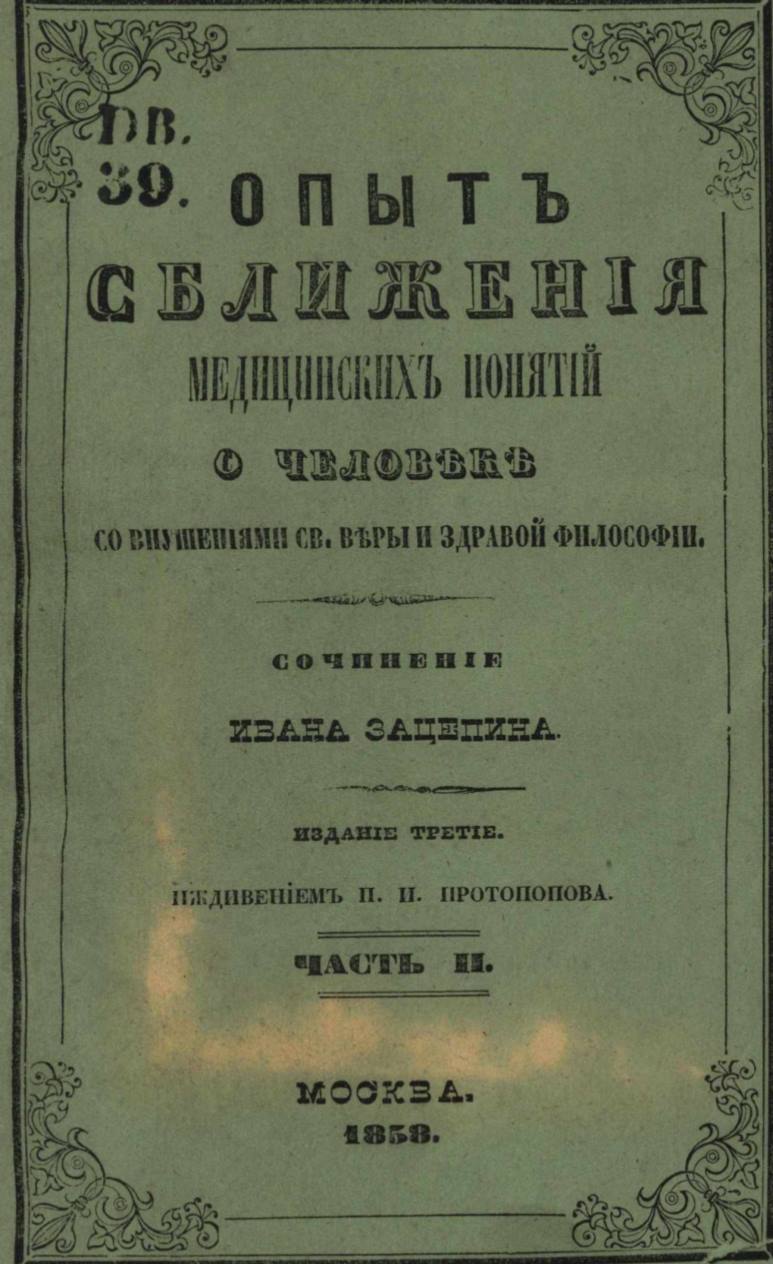 DB.
39.
ОПЫТЪ
СБЛИЖЕНІЯ
МЕДИЦИНСКИХЪ ПОНЯТІЙ
О ЧЕЛОВѢКѢ
СО ВНУШЕНІЯМИ СВ. ВѢРЫ И ЗДРАВОЙ ФИЛОСОФІИ.
СОЧИНЕНІЕ
ИВАНА ЗАЦЕПИНА.
ИЗДАНІЕ ТРЕТІЕ.
ИЖДИВЕНІЕМЪ П. И. ПРОТОПОПОВА.
ЧАСТЬ II.
МОСКВА.
1858.